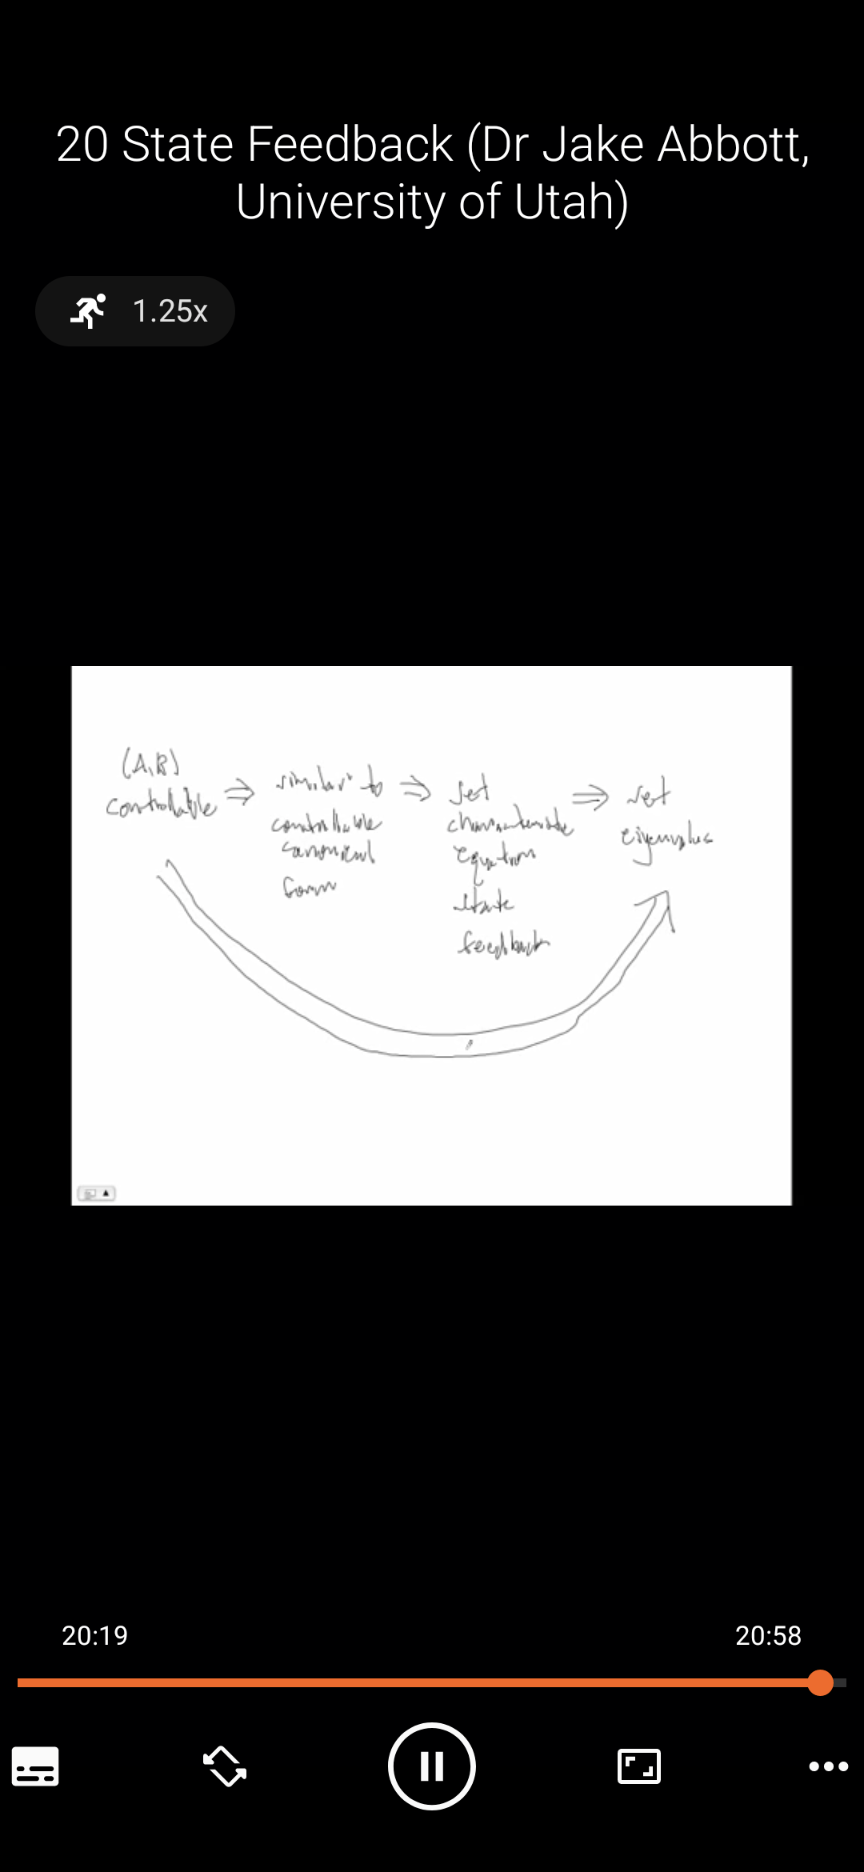 20 State Feedback (Dr Jake Abbott,
University of Utah)
1.25x
(A,B)
controllable ⇒ similar to ⇒ set ⇒ set
controllable
canonical
form
characteristic
equation
state
feedback
eigenvalues
20:19
20:58